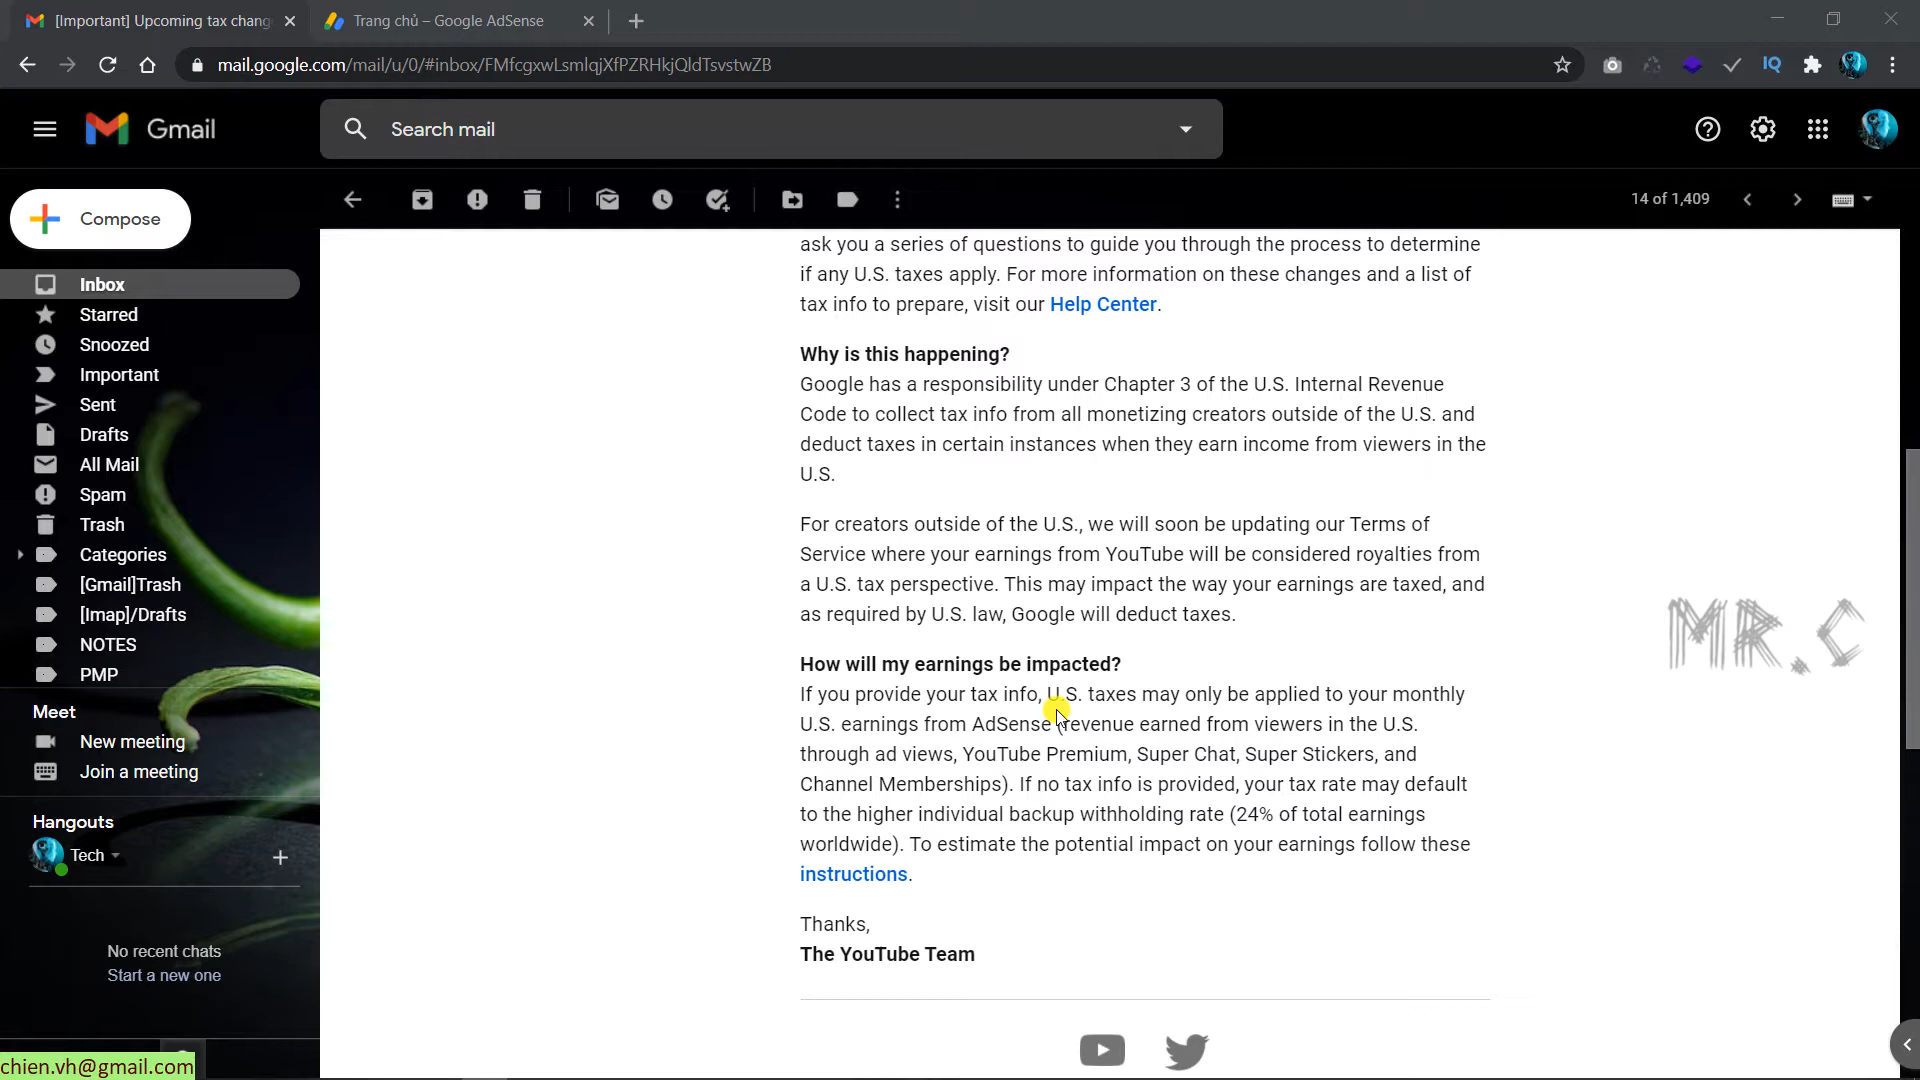 [Important] Upcoming tax chang
Trang chủ – Google AdSense
mail.google.com/mail/u/0/#inbox/FMfcgxwLsmlqjXfPZRHkjQldTsvstwZB
IQ
Gmail
Search mail
Compose
14 of 1,409
Inbox
Starred
Snoozed
Important
Sent
Drafts
All Mail
Spam
Trash
Categories
[Gmail]Trash
[Imap]/Drafts
NOTES
PMP
Meet
New meeting
Join a meeting
Hangouts
Tech
No recent chats
Start a new one
chien.vh@gmail.com
ask you a series of questions to guide you through the process to determine
if any U.S. taxes apply. For more information on these changes and a list of
tax info to prepare, visit our Help Center.
Why is this happening?
Google has a responsibility under Chapter 3 of the U.S. Internal Revenue
Code to collect tax info from all monetizing creators outside of the U.S. and
deduct taxes in certain instances when they earn income from viewers in the
U.S.
For creators outside of the U.S., we will soon be updating our Terms of
Service where your earnings from YouTube will be considered royalties from
a U.S. tax perspective. This may impact the way your earnings are taxed, and
as required by U.S. law, Google will deduct taxes.
How will my earnings be impacted?
If you provide your tax info, U.S. taxes may only be applied to your monthly
U.S. earnings from AdSense (revenue earned from viewers in the U.S.
through ad views, YouTube Premium, Super Chat, Super Stickers, and
Channel Memberships). If no tax info is provided, your tax rate may default
to the higher individual backup withholding rate (24% of total earnings
worldwide). To estimate the potential impact on your earnings follow these
instructions.
Thanks,
The YouTube Team
MR.C